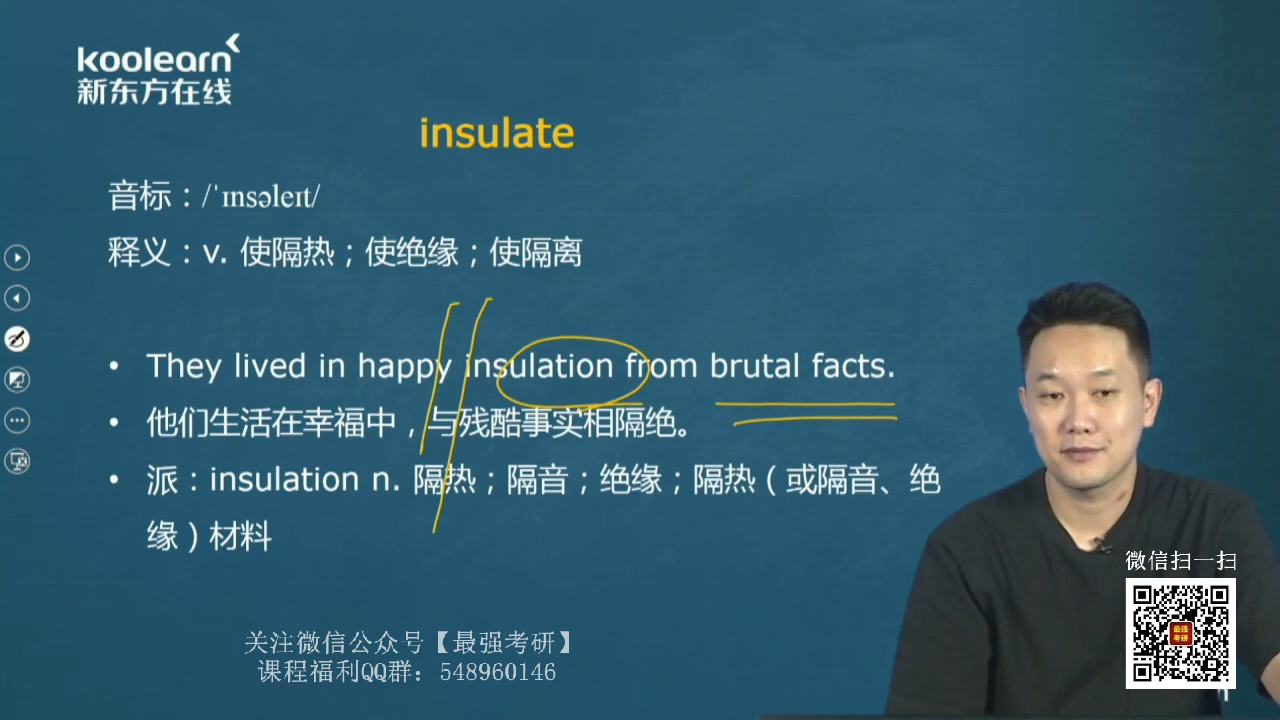 koolearn
新东方在线
insulate
音标：/ˈɪnsəleɪt/
释义：v. 使隔热；使绝缘；使隔离
• They lived in happy insulation from brutal facts.
• 他们生活在幸福中，与残酷事实相隔绝。
• 派：insulation n. 隔热；隔音；绝缘；隔热（或隔音、绝
缘）材料
微信扫一扫
最强
考研
关注微信公众号【最强考研】
课程福利QQ群：548960146